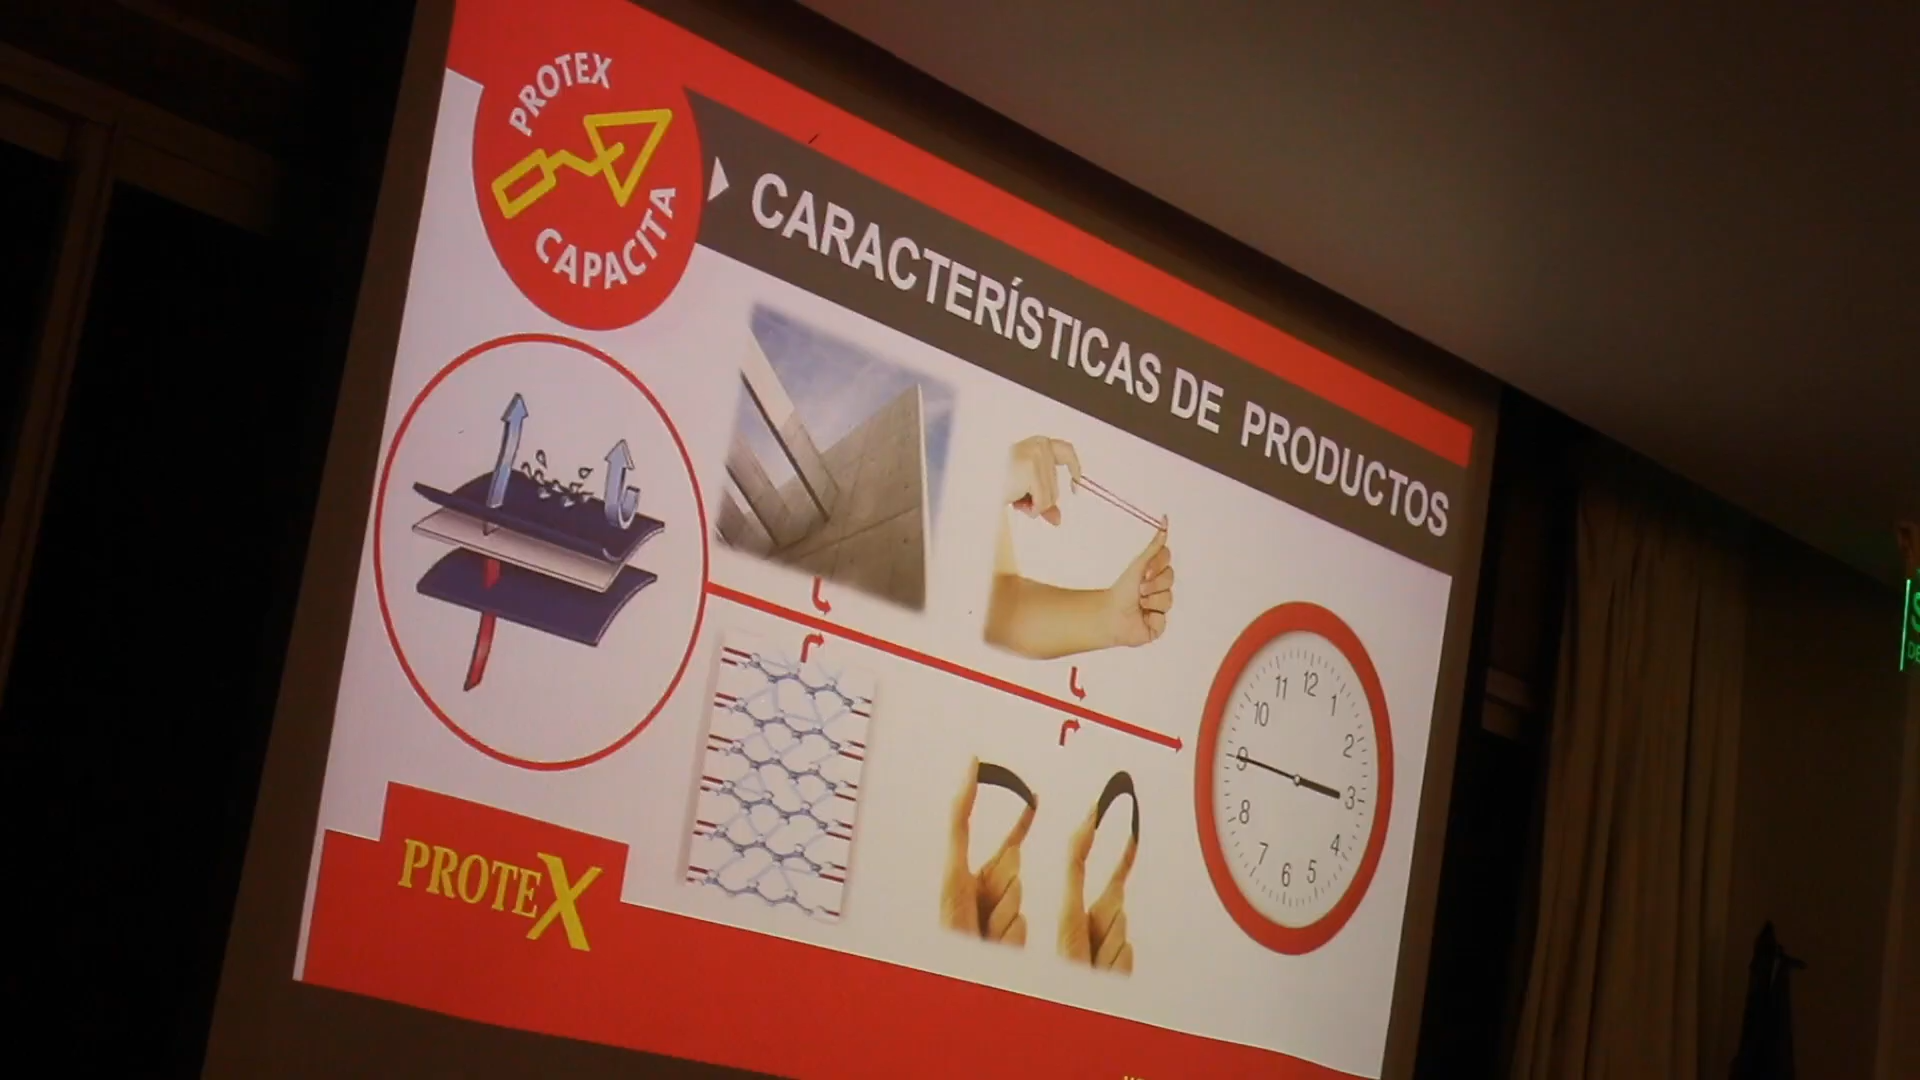 PROTEX
CAPACITA
CARACTERÍSTICAS DE PRODUCTOS
11 12 1
10 2
9 3
8 4
7 6 5
PROTEX